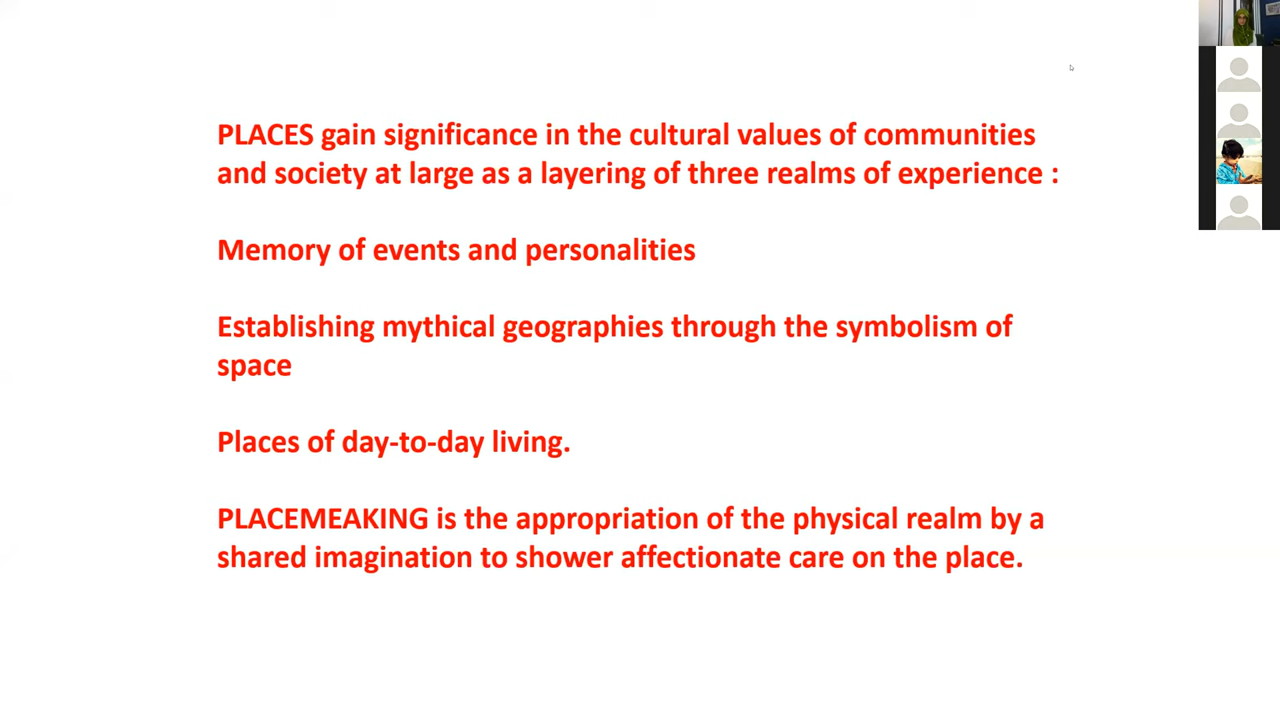 PLACES gain significance in the cultural values of communities
and society at large as a layering of three realms of experience :
Memory of events and personalities
Establishing mythical geographies through the symbolism of
space
Places of day-to-day living.
PLACEMEAKING is the appropriation of the physical realm by a
shared imagination to shower affectionate care on the place.